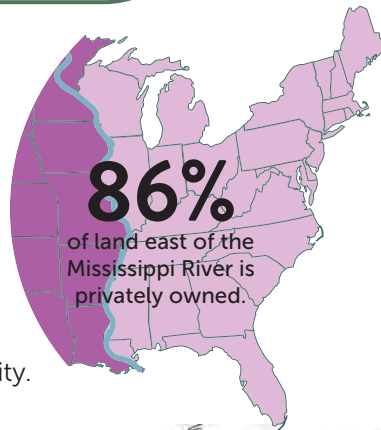 86%
of land east of the
Mississippi River is
privately owned.